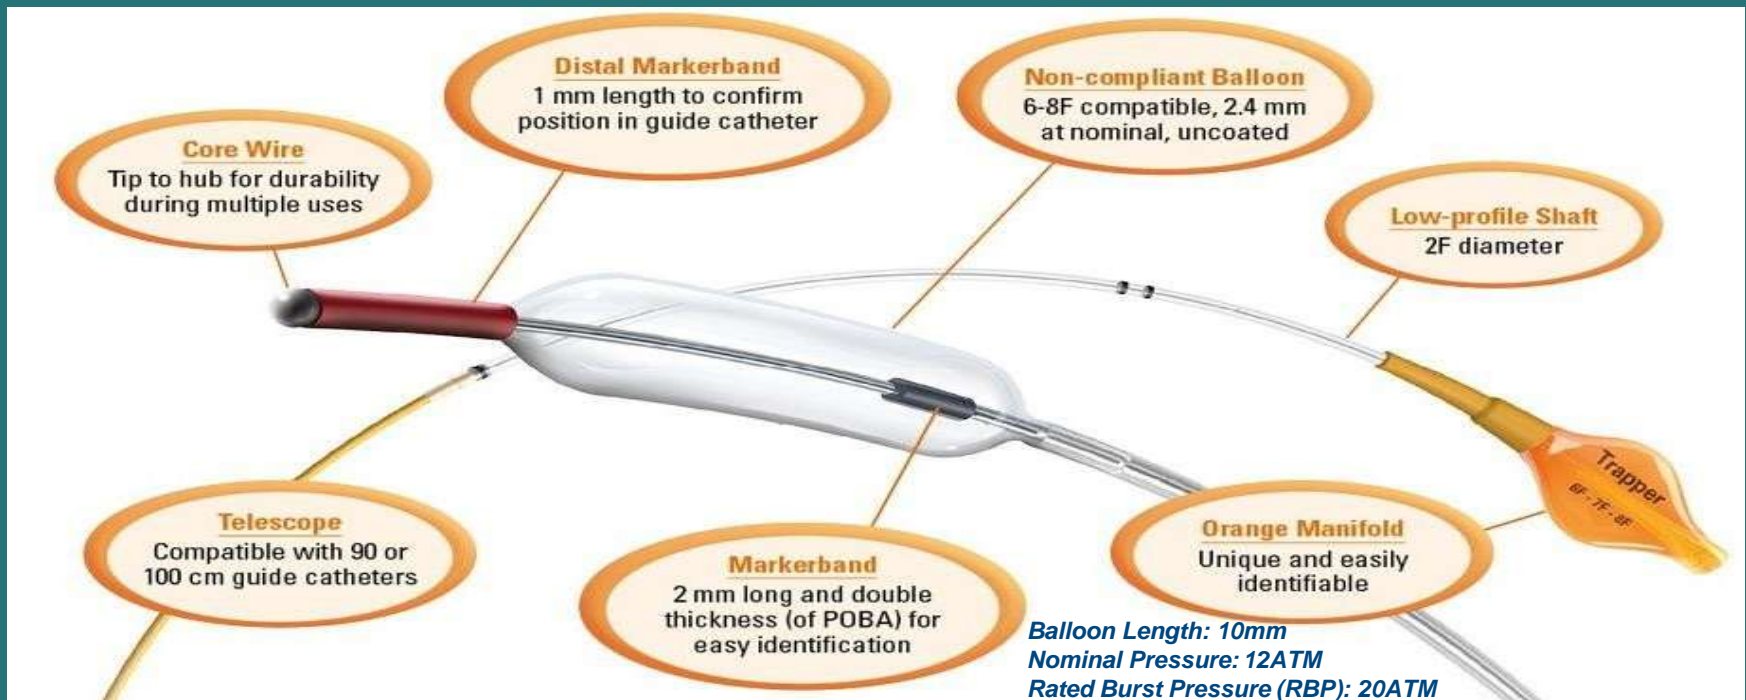 Distal Markerband
1 mm length to confirm
position in guide catheter
Non-compliant Balloon
6-8F compatible, 2.4 mm
at nominal, uncoated
Core Wire
Tip to hub for durability
during multiple uses
Low-profile Shaft
2F diameter
Trapper
6F - 7F - 8F
Telescope
Compatible with 90 or
100 cm guide catheters
Markerband
2 mm long and double
thickness (of POBA) for
easy identification
Orange Manifold
Unique and easily
identifiable
Balloon Length: 10mm
Nominal Pressure: 12ATM
Rated Burst Pressure (RBP): 20ATM